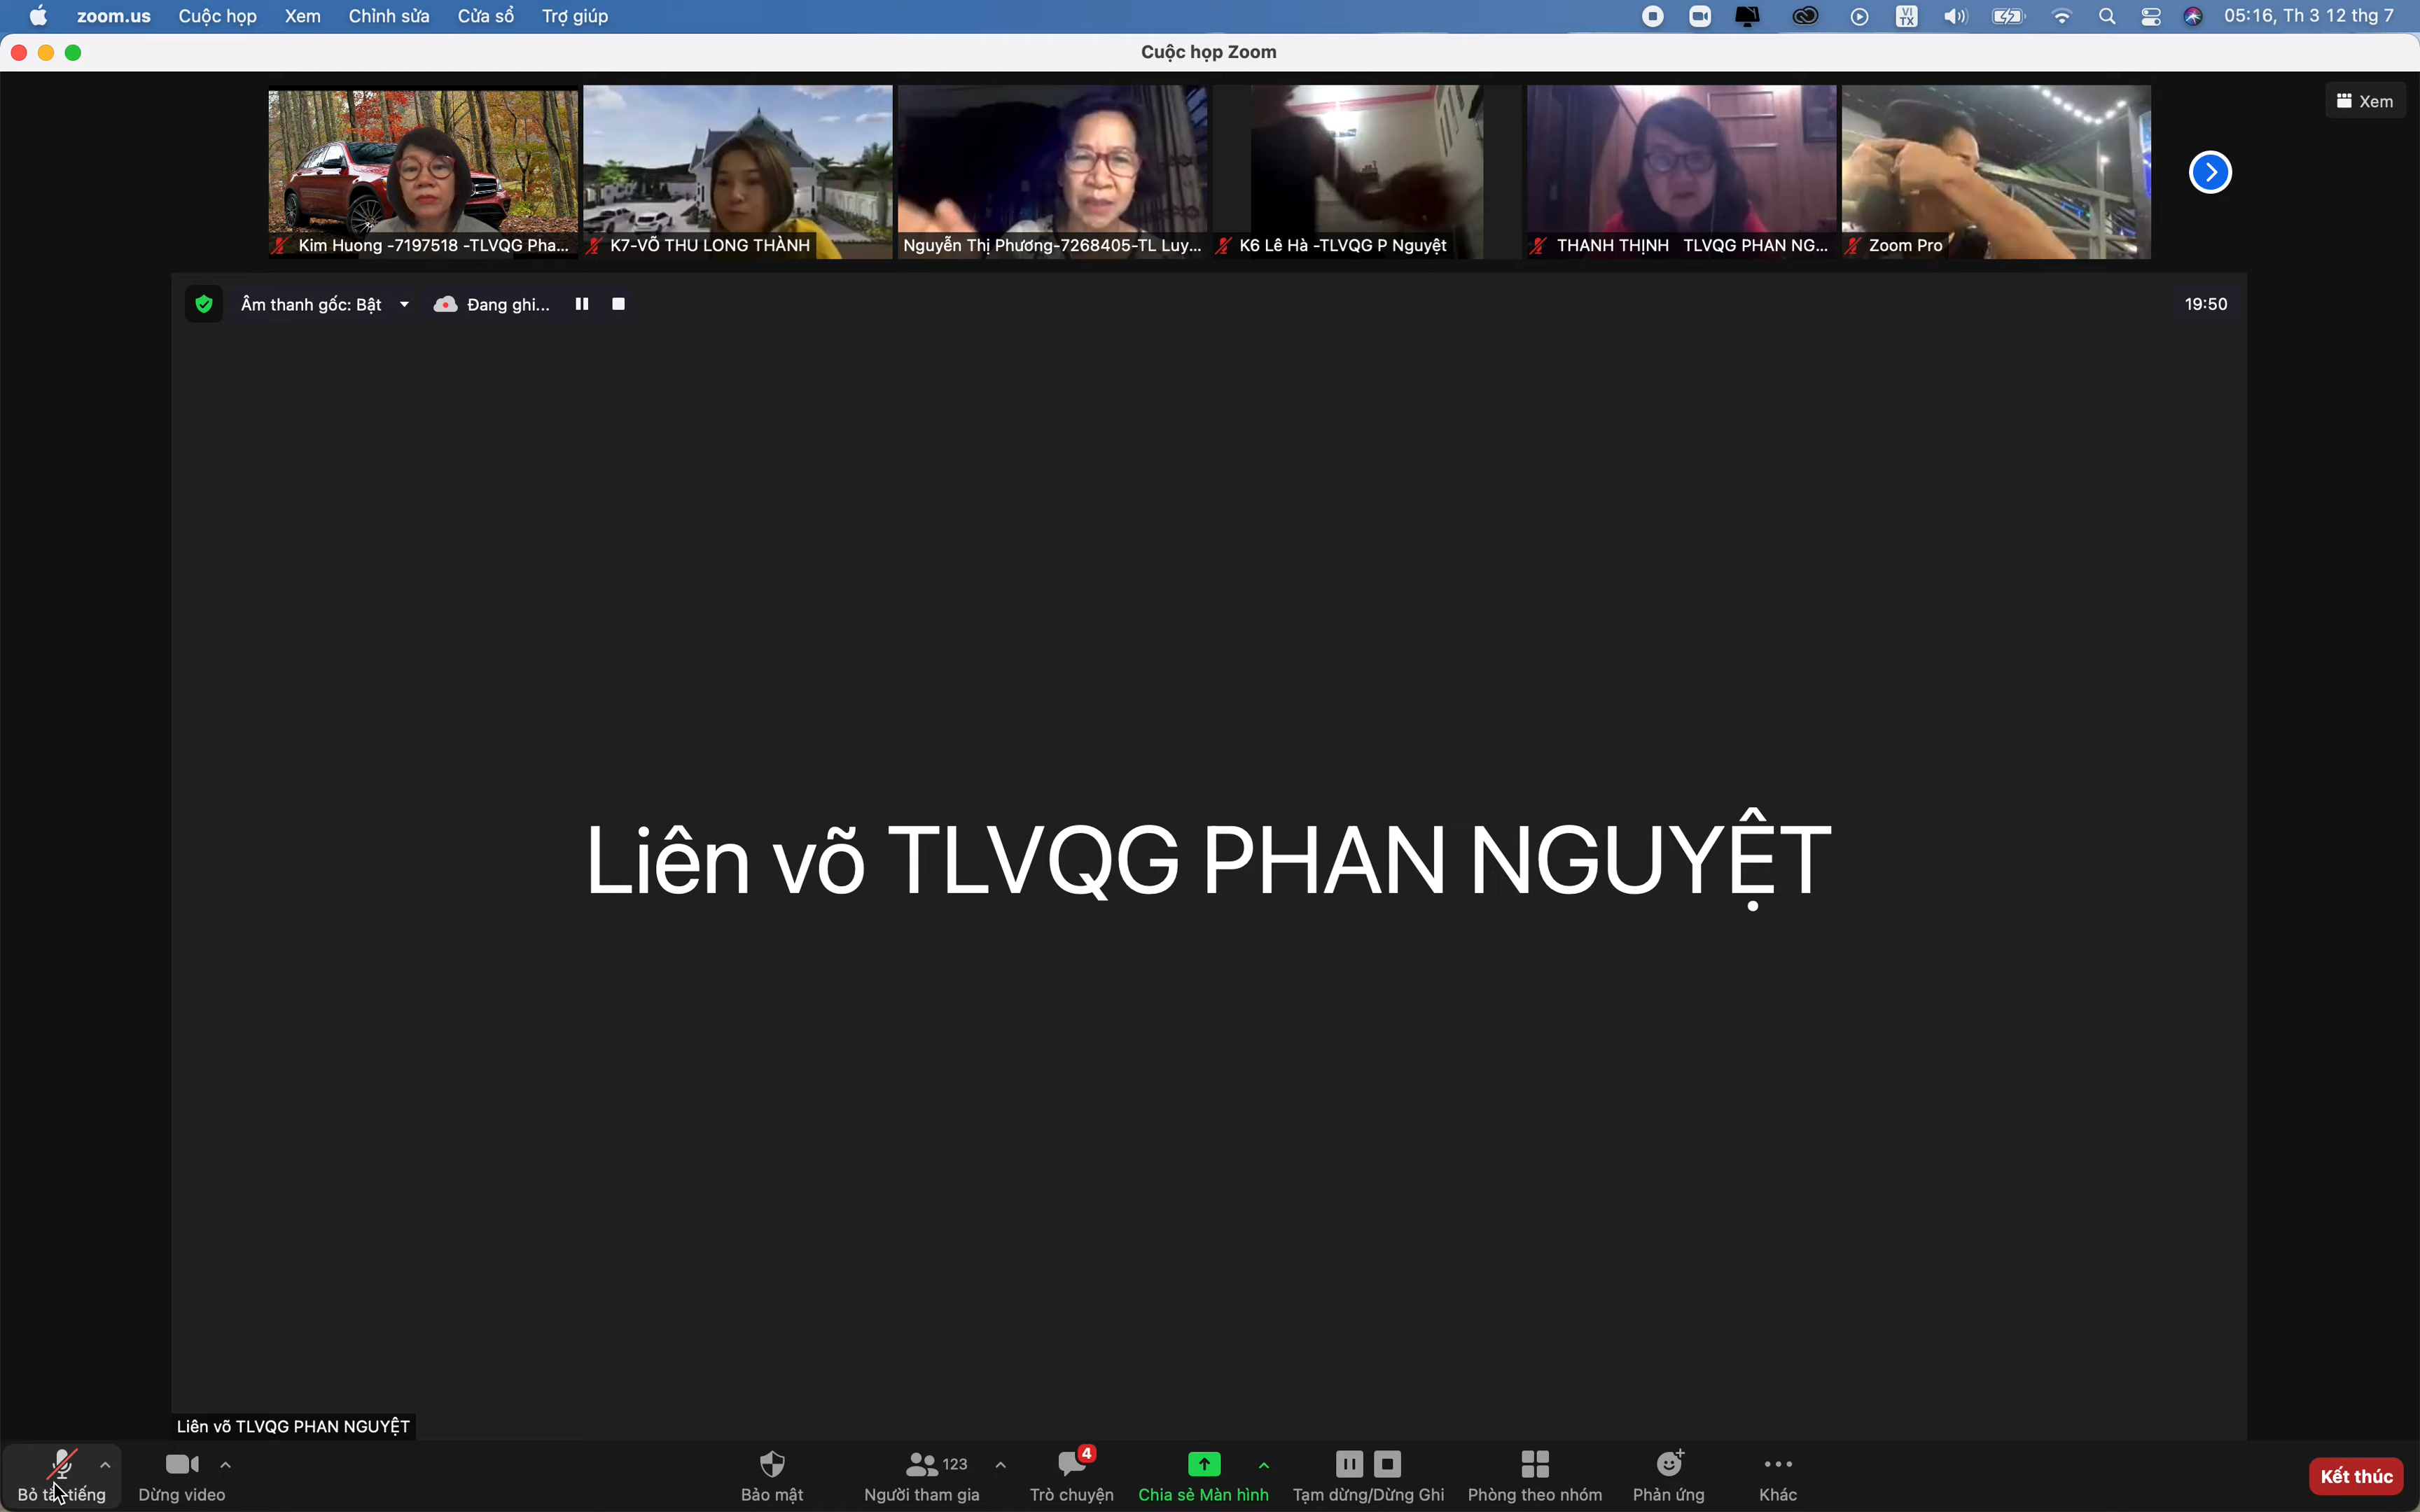 zoom.us Cuộc họp Xem Chỉnh sửa Cửa sổ Trợ giúp
VI
TX
05:16, Th 3 12 thg 7
Cuộc họp Zoom
Xem
Kim Huong -7197518 -TLVQG Pha...
K7-VÕ THU LONG THÀNH
Nguyễn Thị Phương-7268405-TL Luy...
K6 Lê Hà -TLVQG P Nguyệt
THANH THỊNH TLVQG PHAN NG...
Zoom Pro
Âm thanh gốc: Bật
Đang ghi...
19:50
Liên võ TLVQG PHAN NGUYỆT
Liên võ TLVQG PHAN NGUYỆT
123
4
Bỏ tắt tiếng
Dừng video
Bảo mật
Người tham gia
Trò chuyện
Chia sẻ Màn hình
Tạm dừng/Dừng Ghi
Phòng theo nhóm
Phản ứng
Khác
Kết thúc